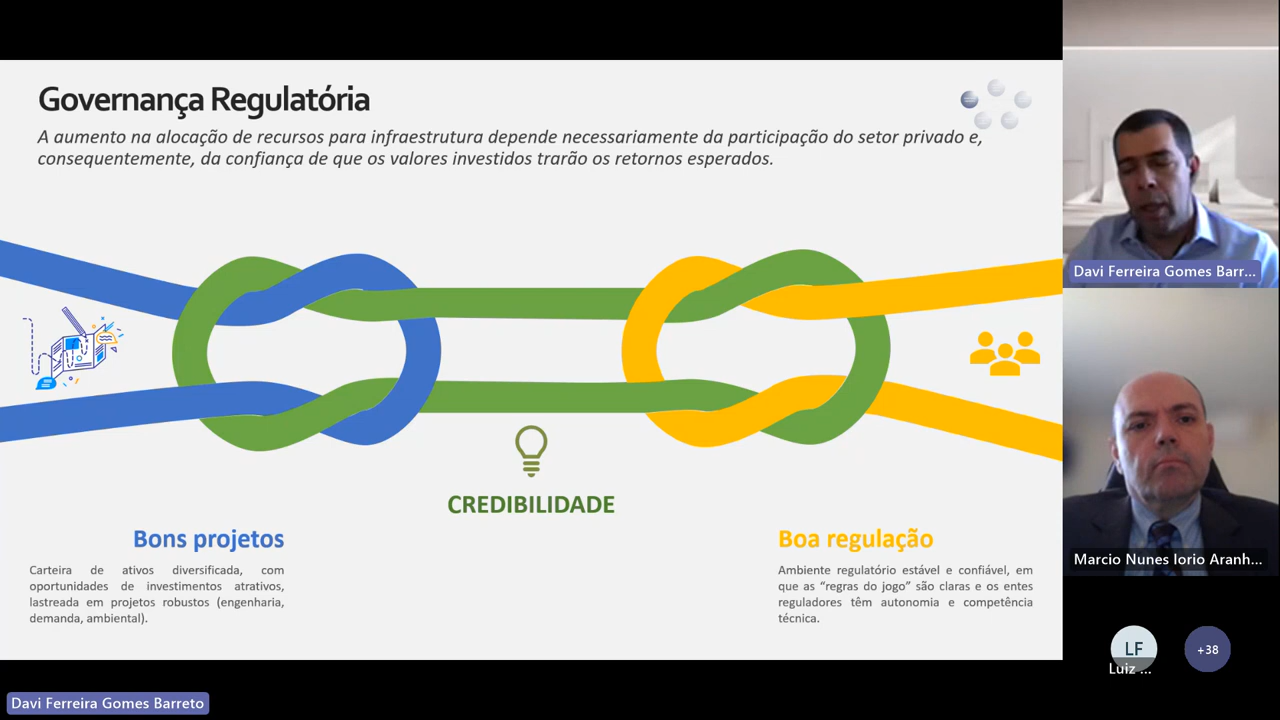 Governança Regulatória
A aumento na alocação de recursos para infraestrutura depende necessariamente da participação do setor privado e,
consequentemente, da confiança de que os valores investidos trarão os retornos esperados.
CREDIBILIDADE
Bons projetos
Carteira de ativos diversificada, com
oportunidades de investimentos atrativos,
lastreada em projetos robustos (engenharia,
demanda, ambiental).
Boa regulação
Ambiente regulatório estável e confiável, em
que as “regras do jogo” são claras e os entes
reguladores têm autonomia e competência
técnica.
Davi Ferreira Gomes Barr...
Marcio Nunes Iorio Aranh...
LF
Luiz ...
+38
Davi Ferreira Gomes Barreto